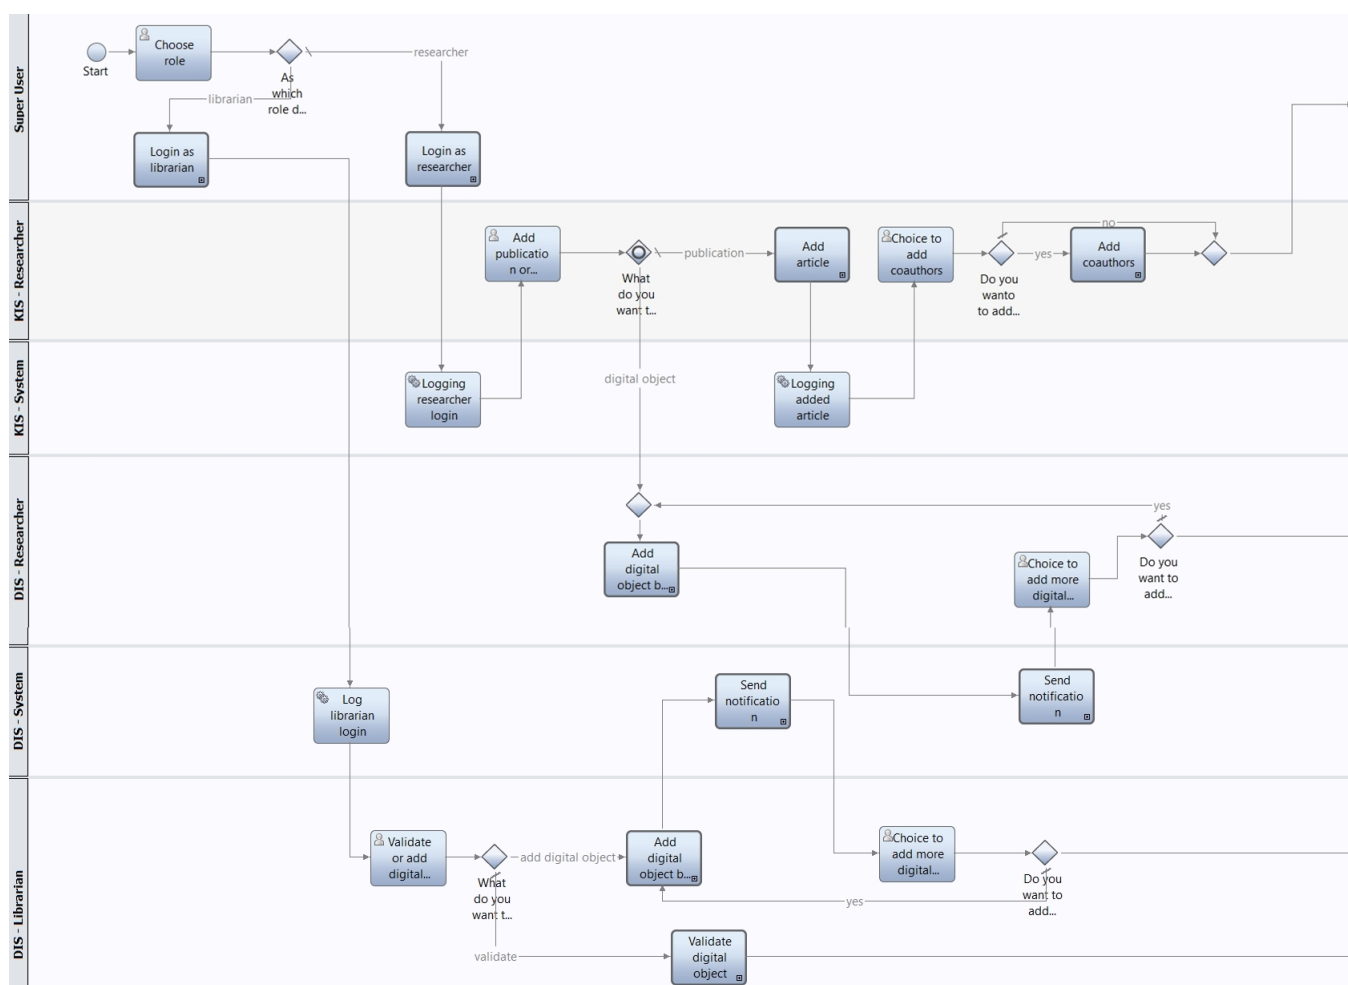 Super User
Start
Choose
role
As
which
role d...
researcher
librarian
Login as
librarian
Login as
researcher
KIS - Researcher
Add
publicatio
n or...
What
do you
want t...
publication
Add
article
Choice to
add
coauthors
Do you
wanto
to add...
no
yes
Add
coauthors
KIS - System
Logging
researcher
login
digital object
Logging
added
article
DIS - Researcher
Add
digital
object b...
Choice to
add more
digital...
yes
Do you
want to
add...
DIS - System
Log
librarian
login
Send
notificatio
n
Send
notificatio
n
DIS - Librarian
Validate
or add
digital...
What
do you
want t...
add digital object
Add
digital
object b...
Choice to
add more
digital...
Do you
want to
add...
yes
validate
Validate
digital
object